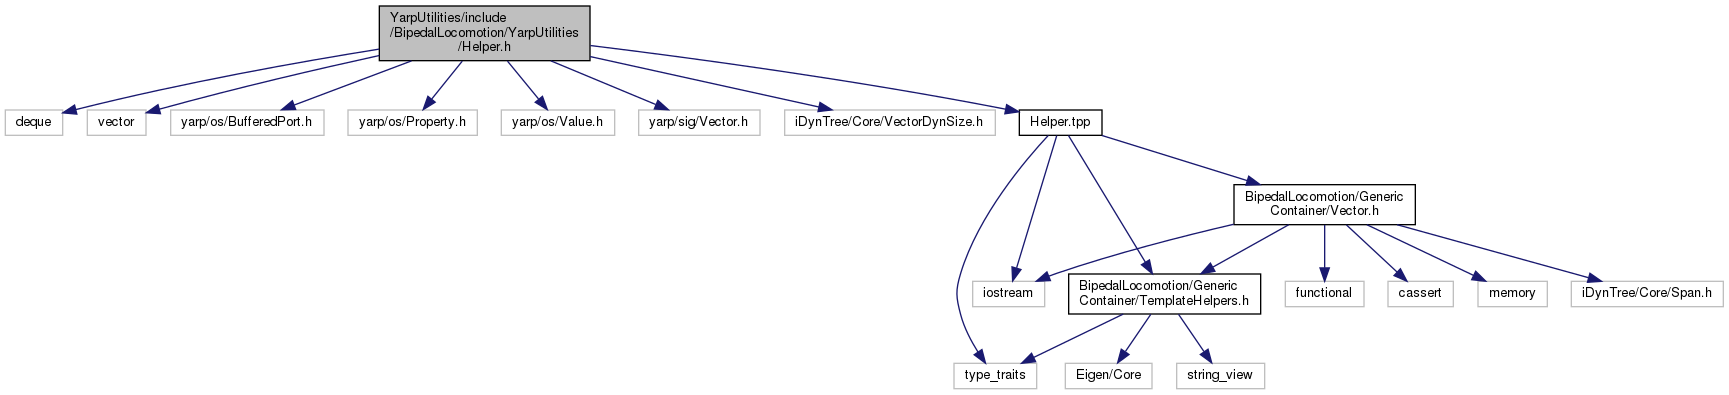 YarpUtilities/include
/BipedalLocomotion/YarpUtilities
/Helper.h
deque
vector
yarp/os/BufferedPort.h
yarp/os/Property.h
yarp/os/Value.h
yarp/sig/Vector.h
iDynTree/Core/VectorDynSize.h
Helper.tpp
BipedalLocomotion/Generic
Container/Vector.h
iostream
BipedalLocomotion/Generic
Container/TemplateHelpers.h
functional
cassert
memory
iDynTree/Core/Span.h
type_traits
Eigen/Core
string_view